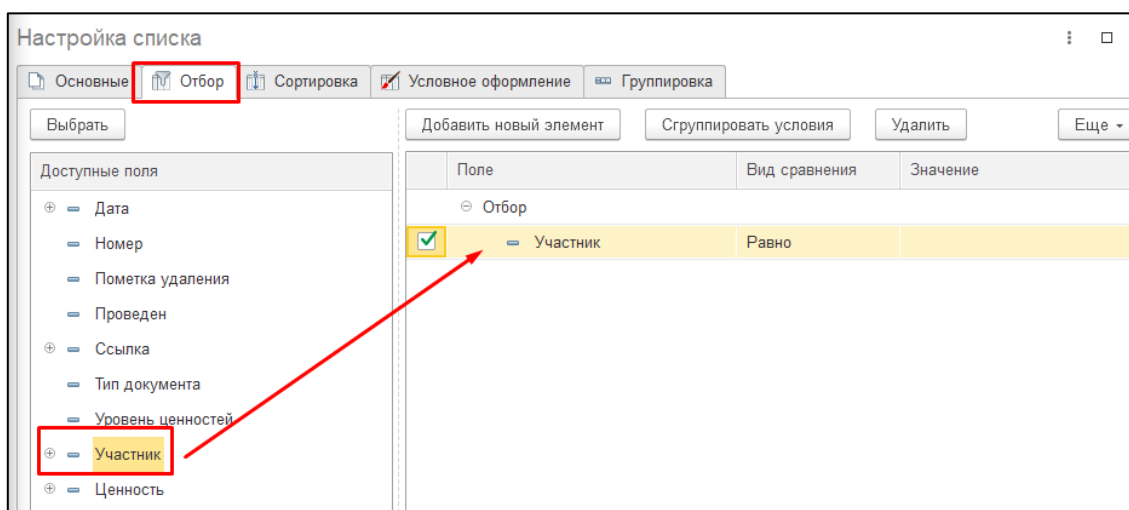 Настройка списка
Основные Отбор Сортировка Условное оформление Группировка
Выбрать Добавить новый элемент Сгруппировать условия Удалить Еще
Доступные поля Поле Вид сравнения Значение
Дата Отбор
Номер Участник Равно
Пометка удаления
Проведен
Ссылка
Тип документа
Уровень ценностей
Участник
Ценность